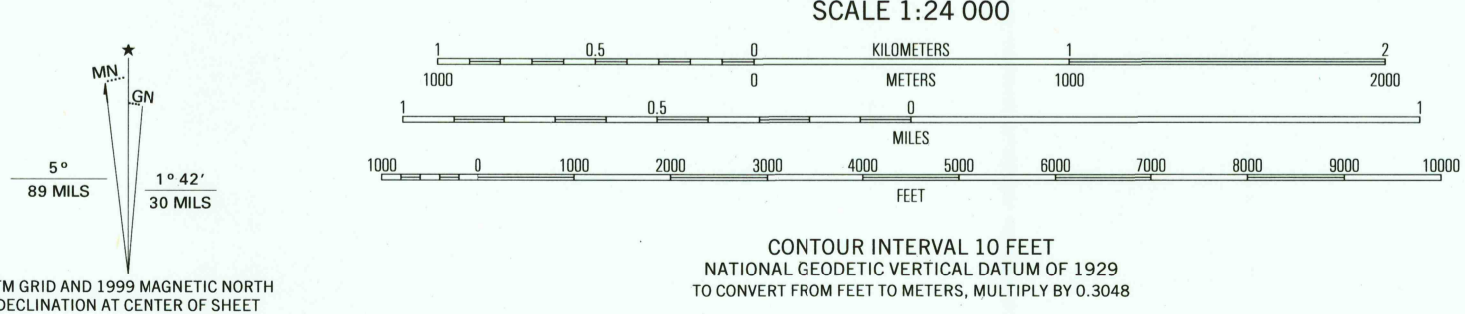 SCALE 1:24 000
1 0.5 0 KILOMETERS 1 2
1000 0 METERS 1000 2000
1 0.5 0 1
MILES
1000 0 1000 2000 3000 4000 5000 6000 7000 8000 9000 10000
FEET
CONTOUR INTERVAL 10 FEET
NATIONAL GEODETIC VERTICAL DATUM OF 1929
TO CONVERT FROM FEET TO METERS, MULTIPLY BY 0.3048
★
MN
GN
5°
89 MILS
1° 42′
30 MILS
TM GRID AND 1999 MAGNETIC NORTH
DECLINATION AT CENTER OF SHEET